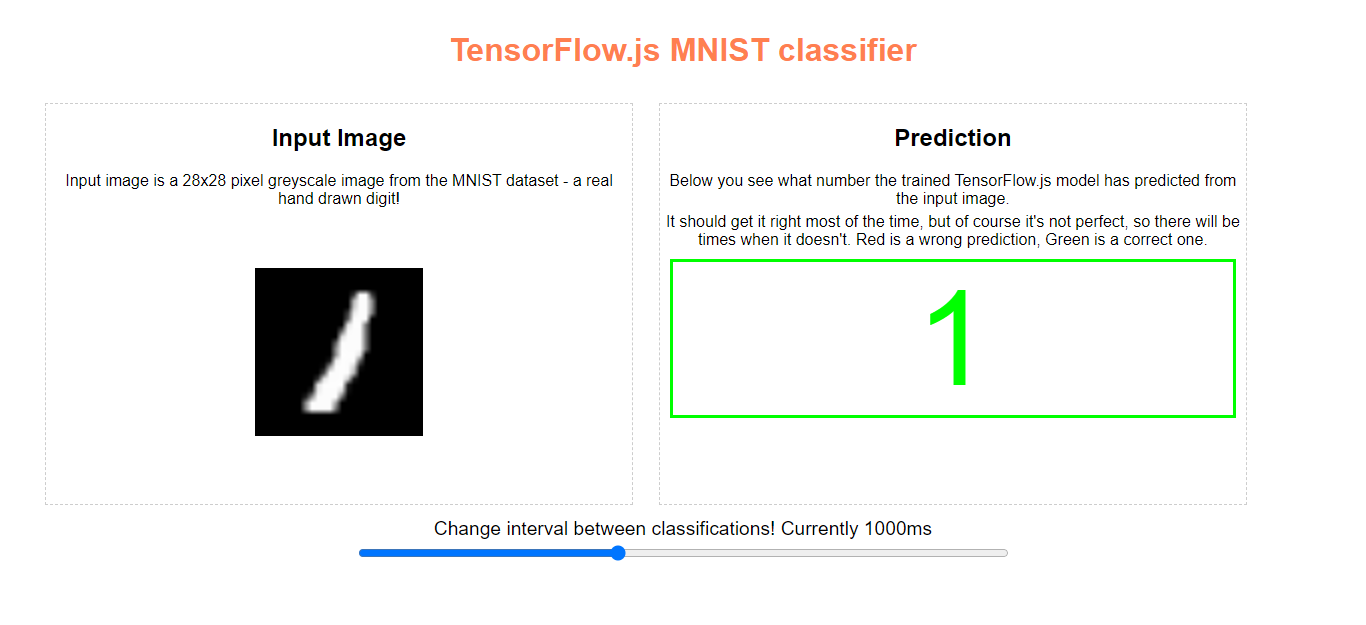 TensorFlow.js MNIST classifier
Input Image
Input image is a 28x28 pixel greyscale image from the MNIST dataset - a real
hand drawn digit!
Prediction
Below you see what number the trained TensorFlow.js model has predicted from
the input image.
It should get it right most of the time, but of course it's not perfect, so there will be
times when it doesn't. Red is a wrong prediction, Green is a correct one.
1
1
Change interval between classifications! Currently 1000ms